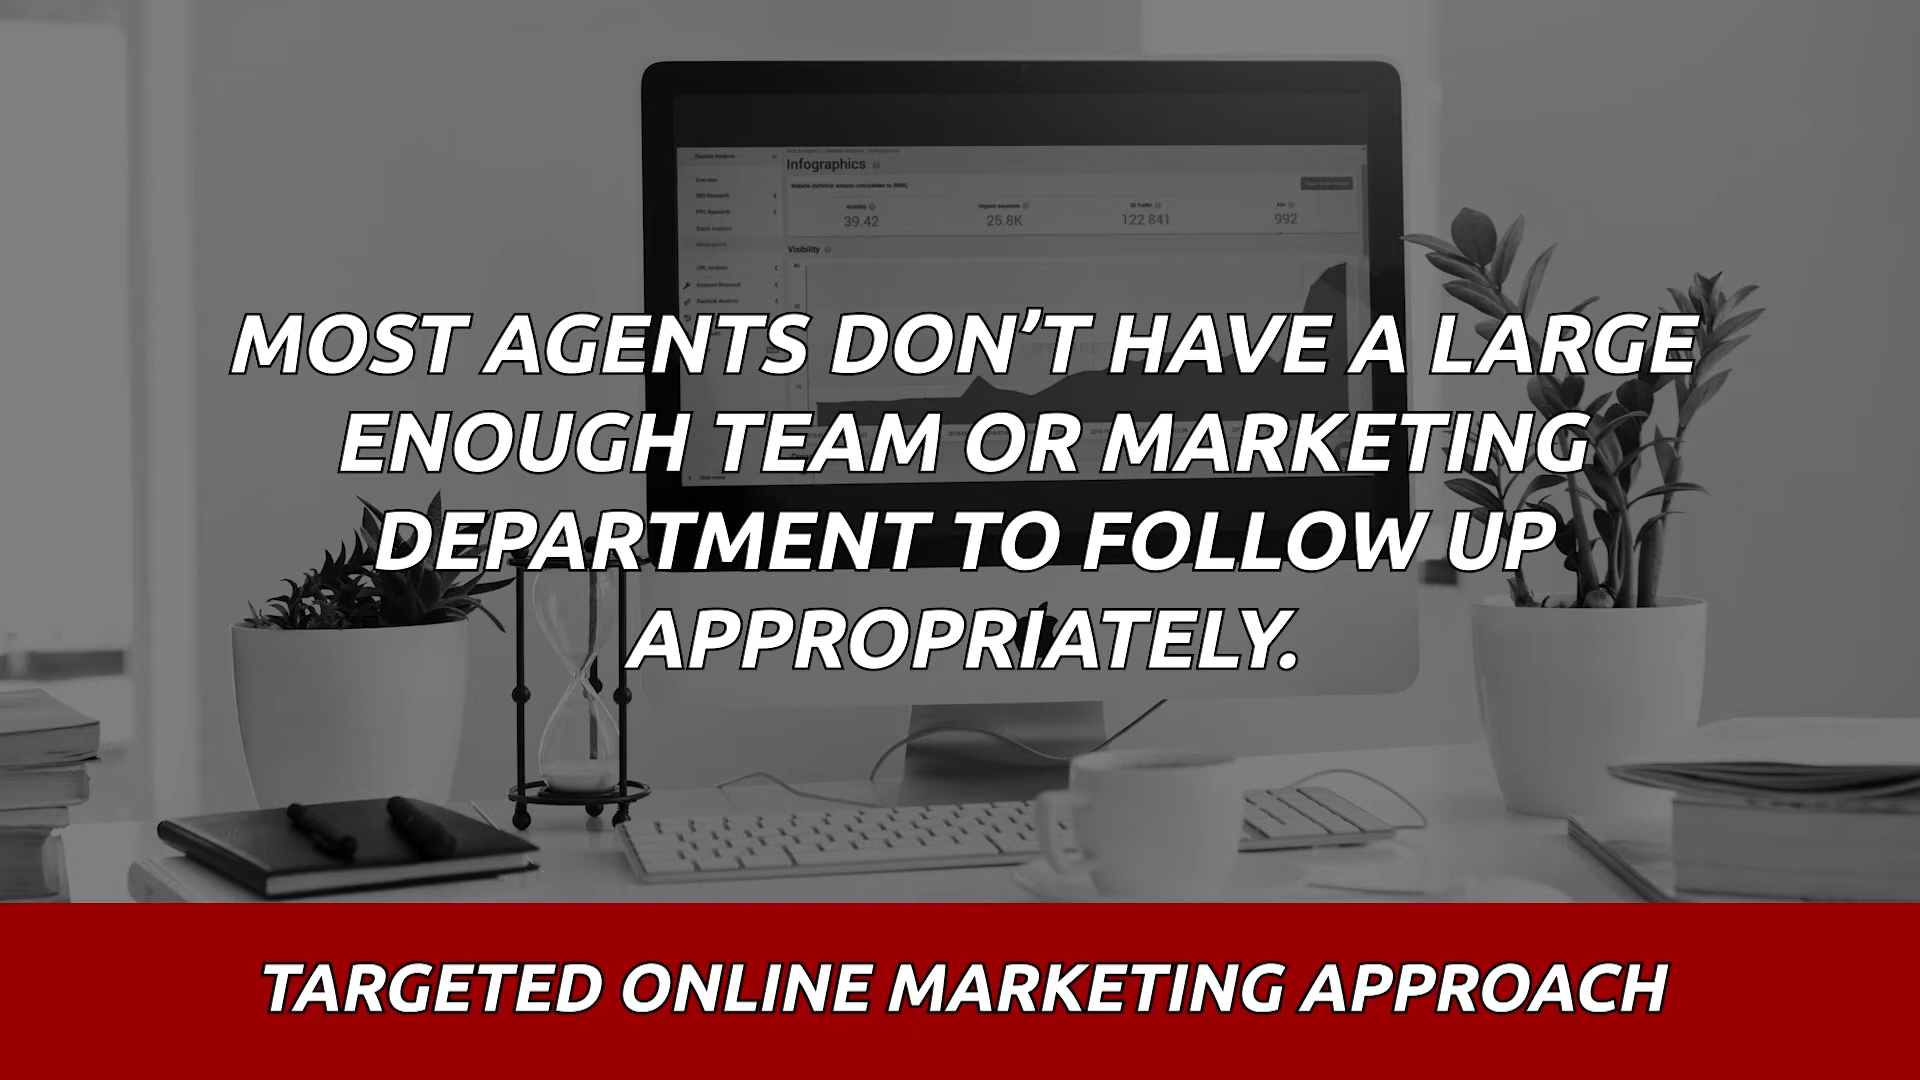 Infographics
39.42
25.8K
122.841
992
Visibility
MOST AGENTS DON’T HAVE A LARGE
ENOUGH TEAM OR MARKETING
DEPARTMENT TO FOLLOW UP
APPROPRIATELY.
TARGETED ONLINE MARKETING APPROACH